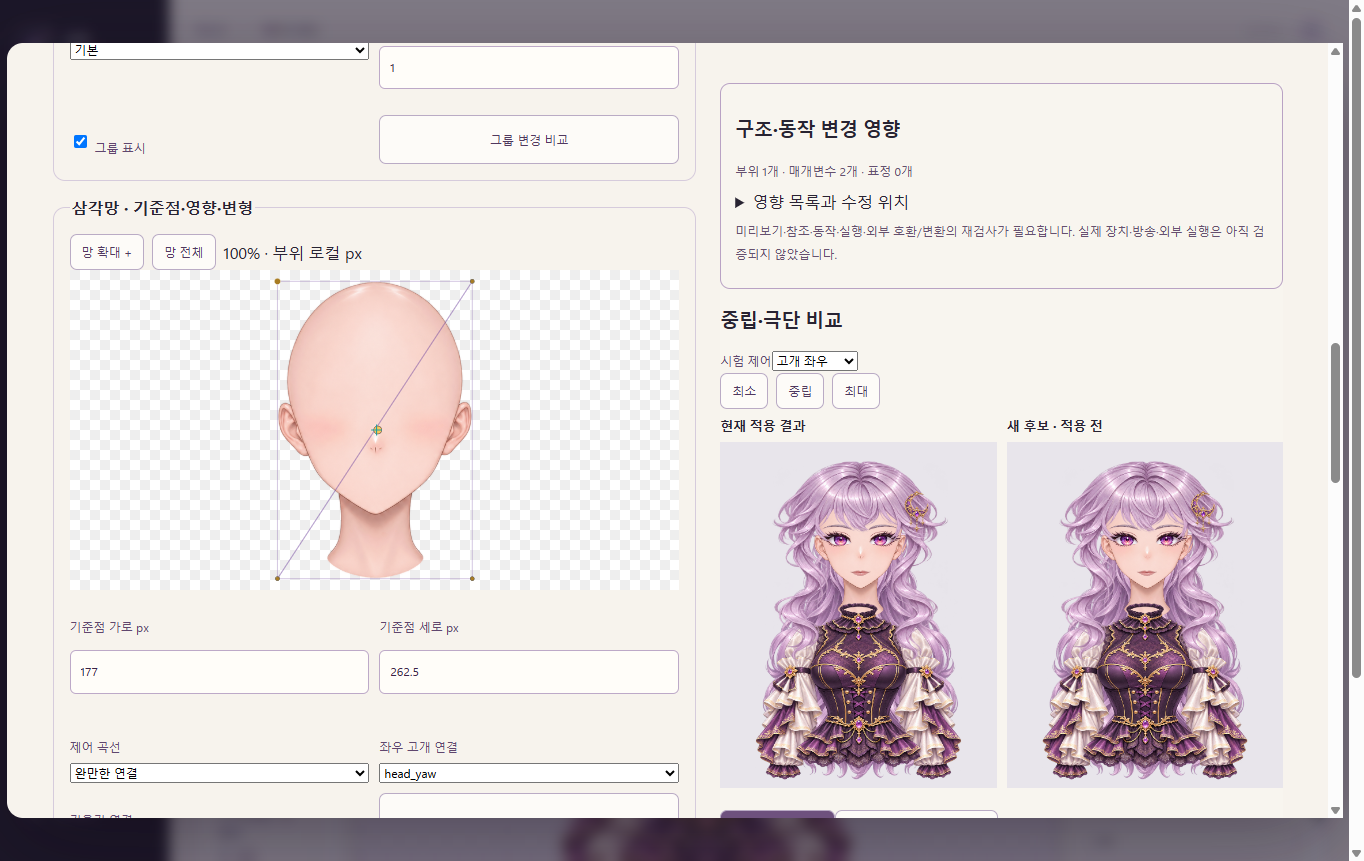 기본
1
그룹 표시
그룹 변경 비교
삼각망 · 기준점·영향·변형
망 확대 +
망 전체
100% · 부위 로컬 px
기준점 가로 px
기준점 세로 px
177
262.5
제어 곡선
좌우 고개 연결
완만한 연결
head_yaw
구조·동작 변경 영향
부위 1개 · 매개변수 2개 · 표정 0개
▶ 영향 목록과 수정 위치
미리보기·참조·동작·실행·외부 호환/변환의 재검사가 필요합니다. 실제 장치·방송·외부 실행은 아직 검
증되지 않았습니다.
중립·극단 비교
시험 제어 고개 좌우
최소
중립
최대
현재 적용 결과
새 후보 · 적용 전